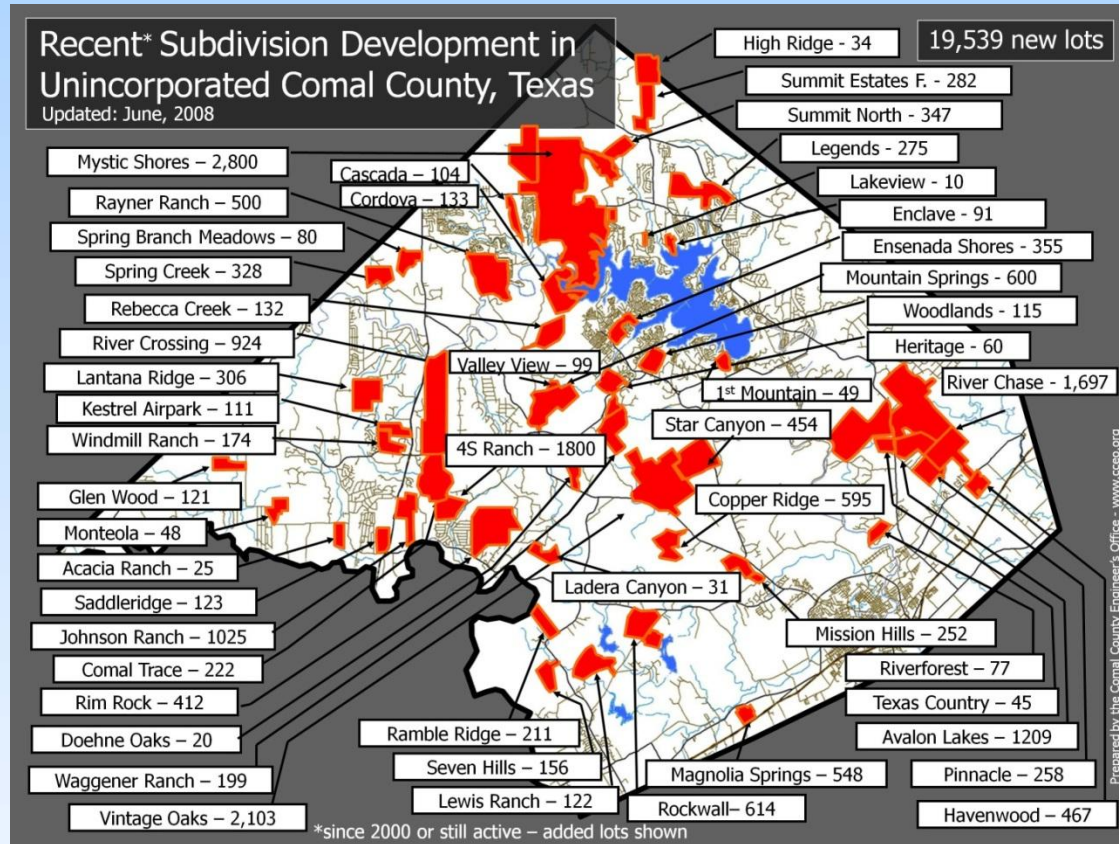 Recent* Subdivision Development in
Unincorporated Comal County, Texas
Updated: June, 2008
19,539 new lots
High Ridge - 34
Summit Estates F. - 282
Summit North - 347
Legends - 275
Lakeview - 10
Enclave - 91
Ensenada Shores - 355
Mountain Springs - 600
Woodlands - 115
Heritage - 60
River Chase - 1,697
Mystic Shores – 2,800
Cascada – 104
Cordova – 133
Rayner Ranch – 500
Spring Branch Meadows – 80
Spring Creek – 328
Rebecca Creek – 132
River Crossing – 924
Lantana Ridge – 306
Kestrel Airpark – 111
Windmill Ranch – 174
Glen Wood – 121
Monteola – 48
Acacia Ranch – 25
Saddleridge – 123
Johnson Ranch – 1025
Comal Trace – 222
Rim Rock – 412
Doehne Oaks – 20
Waggener Ranch – 199
Vintage Oaks – 2,103
Valley View – 99
1st Mountain – 49
Star Canyon – 454
4S Ranch – 1800
Copper Ridge – 595
Ladera Canyon – 31
Mission Hills – 252
Riverforest – 77
Texas Country – 45
Avalon Lakes – 1209
Pinnacle – 258
Havenwood – 467
Ramble Ridge – 211
Seven Hills – 156
Lewis Ranch – 122
Magnolia Springs – 548
Rockwall– 614
*since 2000 or still active – added lots shown
Prepared by the Comal County Engineer's Office - www.cceo.org